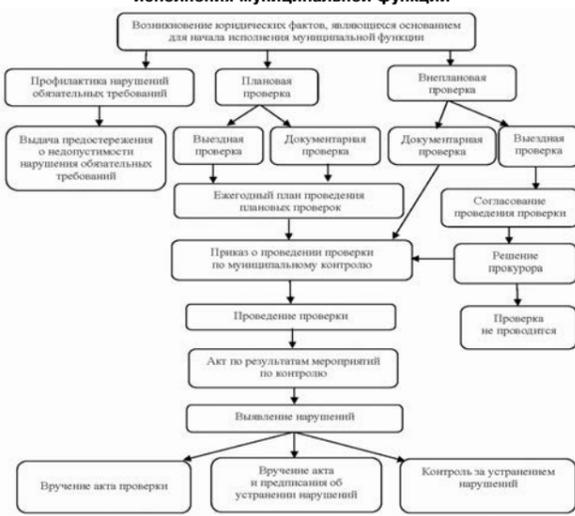 исполнения муниципальной функции
Возникновение юридических фактов, являющихся основанием
для начала исполнения муниципальной функции
Профилактика нарушений
обязательных требований
Плановая
проверка
Внеплановая
проверка
Выдача предостережения
о недопустимости
нарушения обязательных
требований
Выездная
проверка
Документарная
проверка
Документарная
проверка
Выездная
проверка
Ежегодный план проведения
плановых проверок
Согласование
проведения проверки
Приказ о проведении проверки
по муниципальному контролю
Решение
прокурора
Проведение проверки
Проверка
не проводится
Акт по результатам мероприятий
по контролю
Выявление нарушений
Вручение акта проверки
Вручение акта
и предписания об
устранении нарушений
Контроль за устранением
нарушений